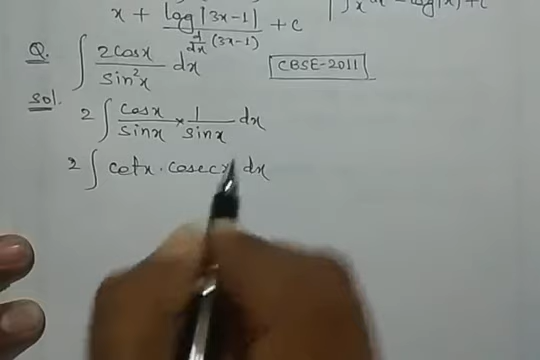 x + log|3x-1| / d/dx (3x-1) + c
Q. ∫ 2cosx / sin²x dx [CBSE-2011]
Sol. 2 ∫ cosx / sinx × 1 / sinx dx
2 ∫ cotx . cosecx dx